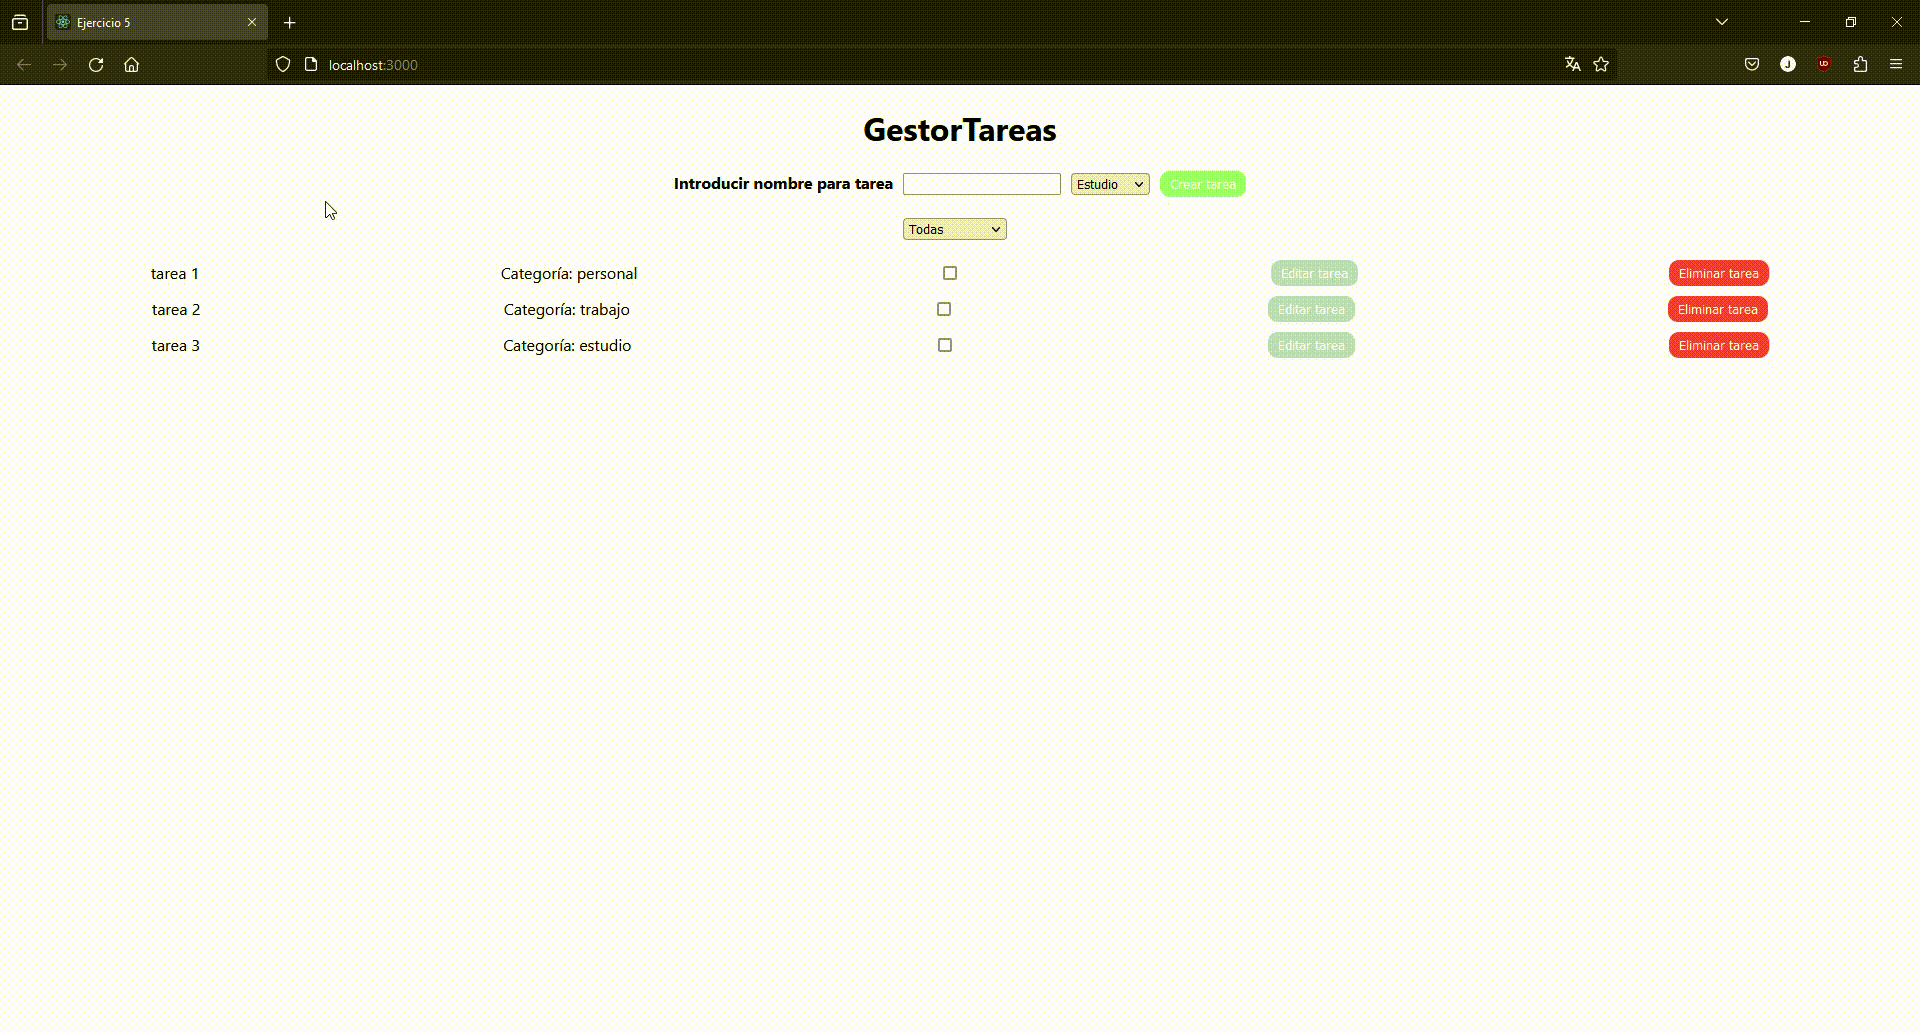 Ejercicio 5
localhost:3000
GestorTareas
Introducir nombre para tarea Estudio Crear tarea
Todas
tarea 1 Categoría: personal Editar tarea Eliminar tarea
tarea 2 Categoría: trabajo Editar tarea Eliminar tarea
tarea 3 Categoría: estudio Editar tarea Eliminar tarea